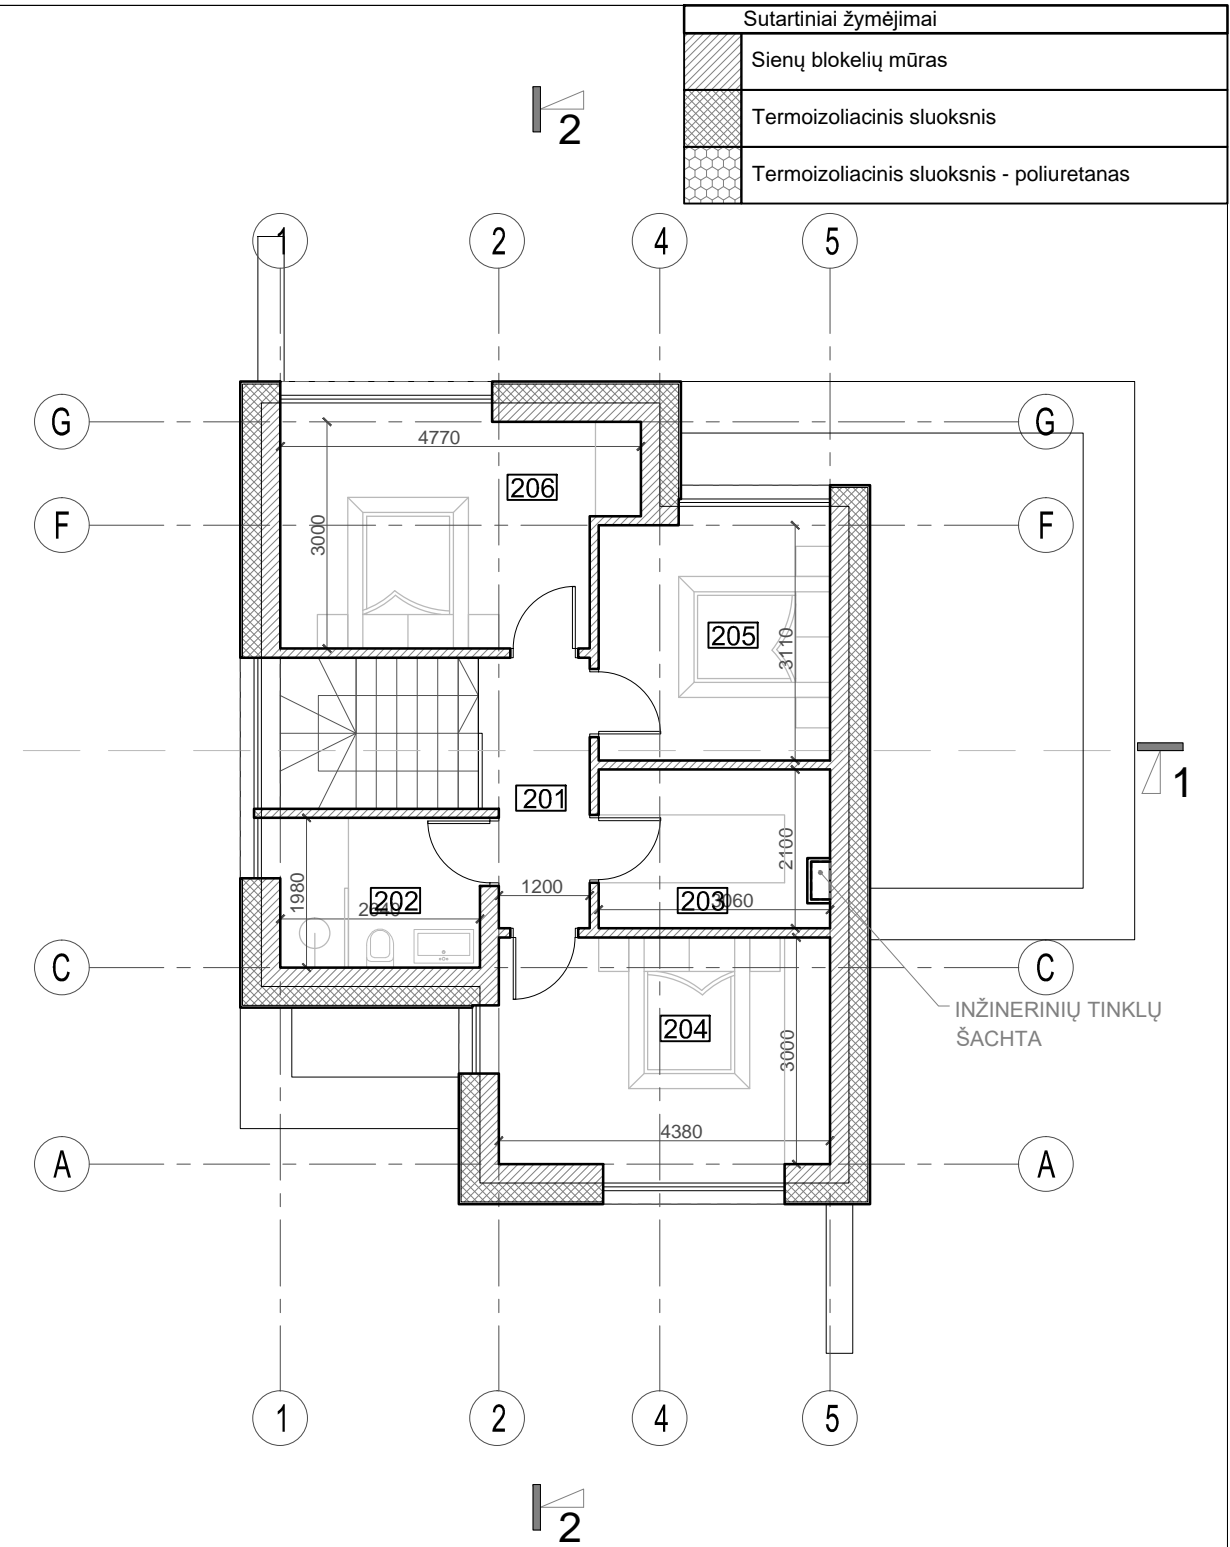 Sutartiniai žymėjimai
Sienų blokelių mūras
Termoizoliacinis sluoksnis
Termoizoliacinis sluoksnis - poliuretanas
2
1 2 4 5
G G
4770
206
F F
3000
205
3110
201
1
2100
1980
202
2640
1200
203
3060
C C
INŽINERINIŲ TINKLŲ
ŠACHTA
204
3000
4380
A A
1 2 4 5
2